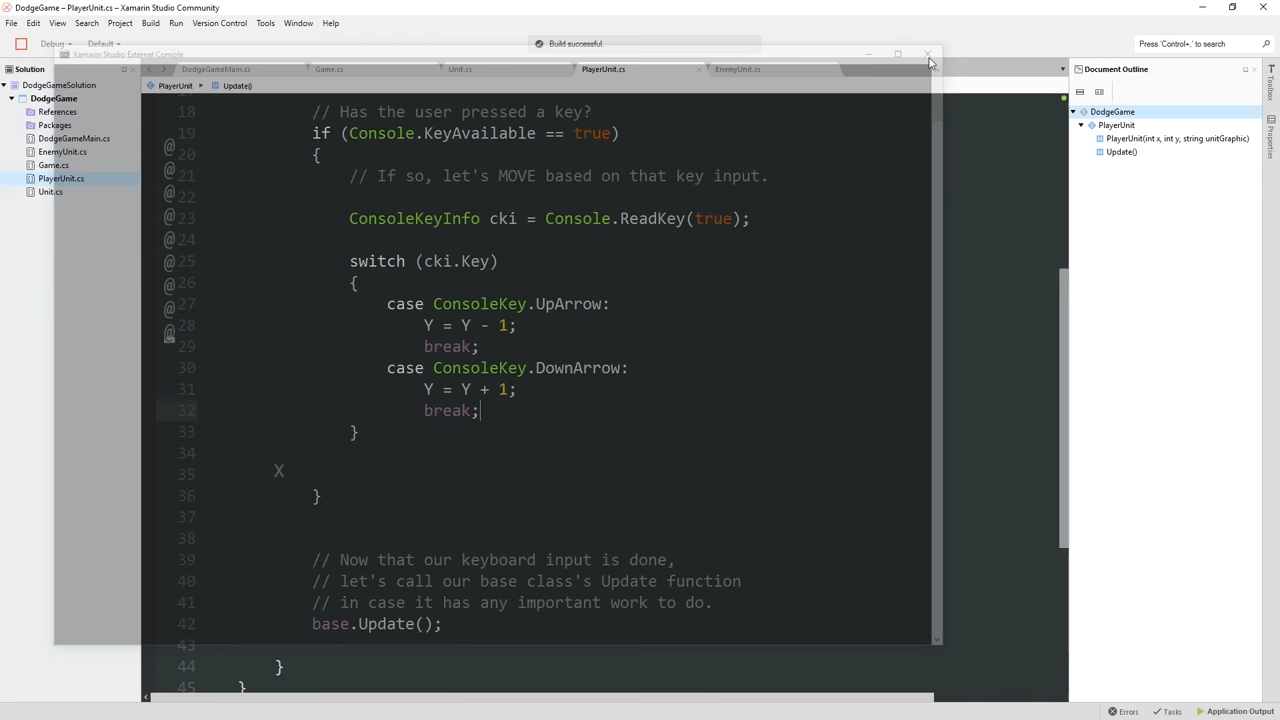 DodgeGame – PlayerUnit.cs – Xamarin Studio Community
File Edit View Search Project Build Run Version Control Tools Window Help
Debug Default Build successful. Press 'Control+,' to search
Xamarin Studio External Console
Solution
DodgeGameSolution
DodgeGame
References
Packages
DodgeGameMain.cs
EnemyUnit.cs
Game.cs
PlayerUnit.cs
Unit.cs
DodgeGameMain.cs Game.cs Unit.cs PlayerUnit.cs EnemyUnit.cs
PlayerUnit Update()
18 // Has the user pressed a key?
19 if (Console.KeyAvailable == true)
@ 20 {
@ 21 // If so, let's MOVE based on that key input.
@ 22
@ 23 ConsoleKeyInfo cki = Console.ReadKey(true);
@ 24
@ 25 switch (cki.Key)
@ 26 {
@ 27 case ConsoleKey.UpArrow:
@ 28 Y = Y - 1;
29 break;
30 case ConsoleKey.DownArrow:
31 Y = Y + 1;
32 break;
33 }
34
35 X
36 }
37
38
39 // Now that our keyboard input is done,
40 // let's call our base class's Update function
41 // in case it has any important work to do.
42 base.Update();
43
44 }
45 }
Document Outline
DodgeGame
PlayerUnit
PlayerUnit(int x, int y, string unitGraphic)
Update()
Toolbox
Properties
Errors Tasks Application Output